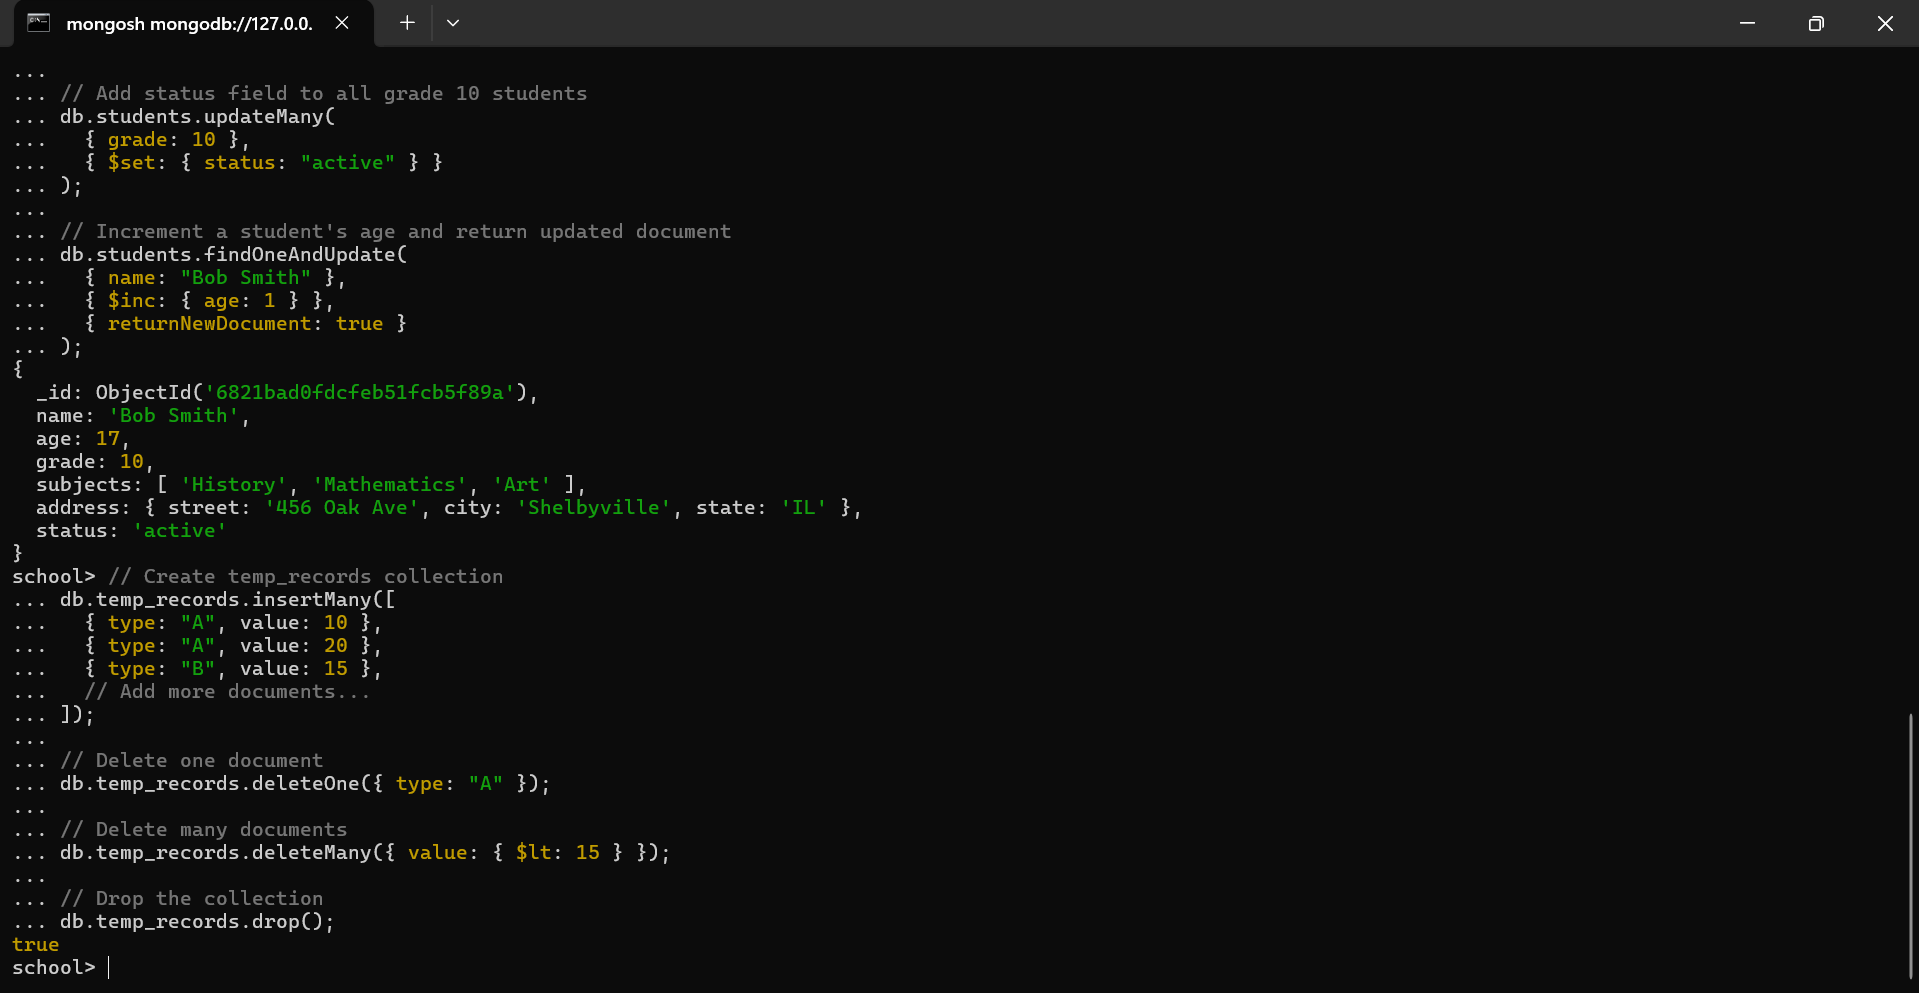 mongosh mongodb://127.0.0.
...
... // Add status field to all grade 10 students
... db.students.updateMany(
...   { grade: 10 },
...   { $set: { status: "active" } }
... );
...
... // Increment a student's age and return updated document
... db.students.findOneAndUpdate(
...   { name: "Bob Smith" },
...   { $inc: { age: 1 } },
...   { returnNewDocument: true }
... );
{
  _id: ObjectId('6821bad0fdcfeb51fcb5f89a'),
  name: 'Bob Smith',
  age: 17,
  grade: 10,
  subjects: [ 'History', 'Mathematics', 'Art' ],
  address: { street: '456 Oak Ave', city: 'Shelbyville', state: 'IL' },
  status: 'active'
}
school> // Create temp_records collection
... db.temp_records.insertMany([
...   { type: "A", value: 10 },
...   { type: "A", value: 20 },
...   { type: "B", value: 15 },
...   // Add more documents...
... ]);
...
... // Delete one document
... db.temp_records.deleteOne({ type: "A" });
...
... // Delete many documents
... db.temp_records.deleteMany({ value: { $lt: 15 } });
...
... // Drop the collection
... db.temp_records.drop();
true
school>